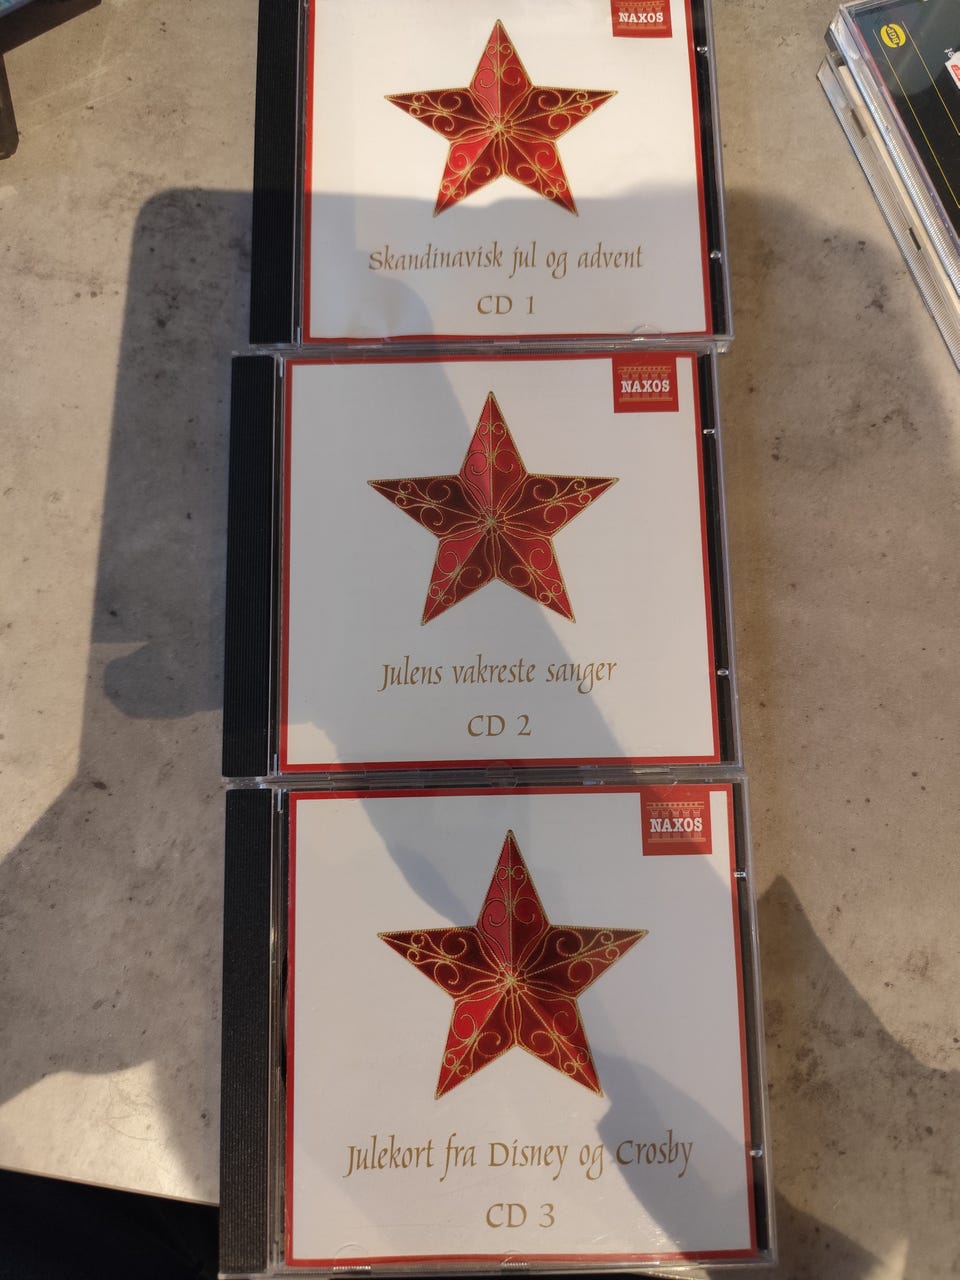 NAXOS
Skandinavisk jul og advent
CD 1
NAXOS
Julens vakreste sanger
CD 2
NAXOS
Julekort fra Disney og Crosby
CD 3